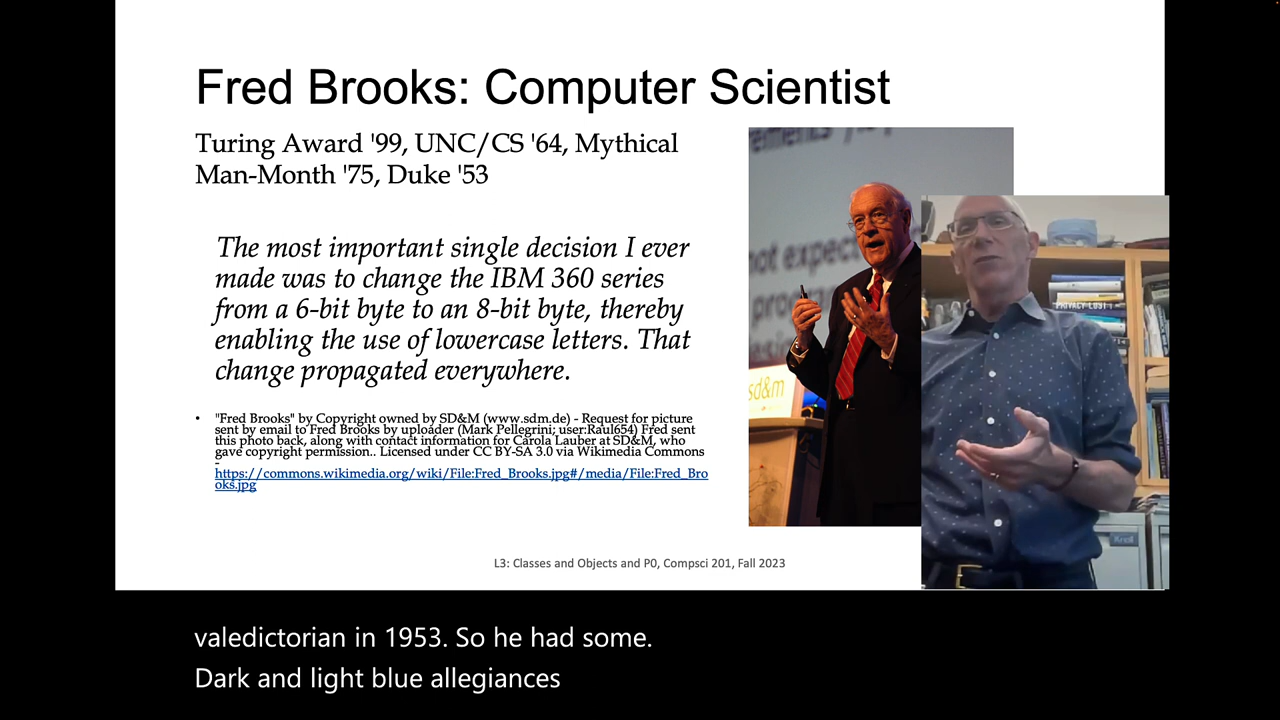 Fred Brooks: Computer Scientist
Turing Award '99, UNC/CS '64, Mythical
Man-Month '75, Duke '53
The most important single decision I ever
made was to change the IBM 360 series
from a 6-bit byte to an 8-bit byte, thereby
enabling the use of lowercase letters. That
change propagated everywhere.
• "Fred Brooks" by Copyright owned by SD&M (www.sdm.de) - Request for picture
sent by email to Fred Brooks by uploader (Mark Pellegrini; user:Raul654) Fred sent
this photo back, along with contact information for Carola Lauber at SD&M, who
gave copyright permission.. Licensed under CC BY-SA 3.0 via Wikimedia Commons
-
https://commons.wikimedia.org/wiki/File:Fred_Brooks.jpg#/media/File:Fred_Bro
oks.jpg
not expec
sd&m
PRIVACY LOST
Knoll
L3: Classes and Objects and P0, Compsci 201, Fall 2023
valedictorian in 1953. So he had some.
Dark and light blue allegiances